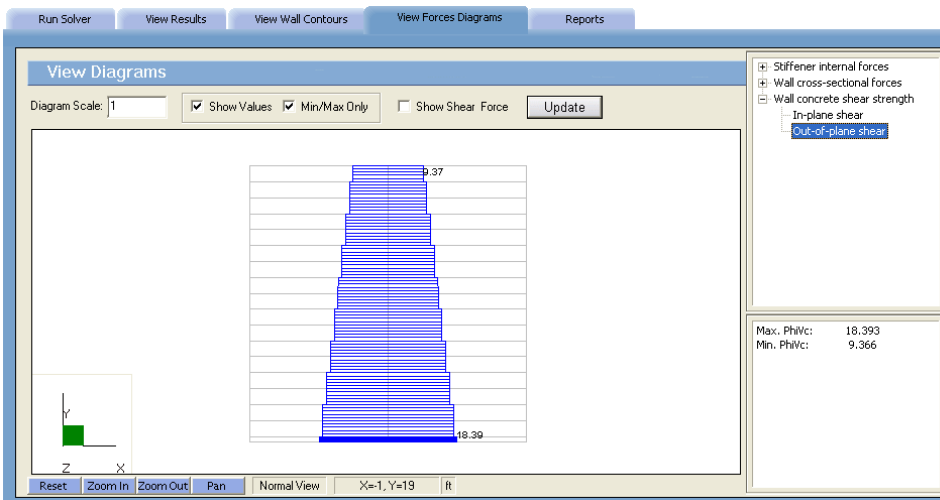 Run Solver View Results View Wall Contours View Forces Diagrams Reports
View Diagrams
Diagram Scale: 1 Show Values Min/Max Only Show Shear Force Update
Stiffener internal forces
Wall cross-sectional forces
Wall concrete shear strength
In-plane shear
Out-of-plane shear
9.37
18.39
Y
Z X
Max. PhiVc: 18.393
Min. PhiVc: 9.366
Reset Zoom In Zoom Out Pan Normal View X=-1, Y=19 ft